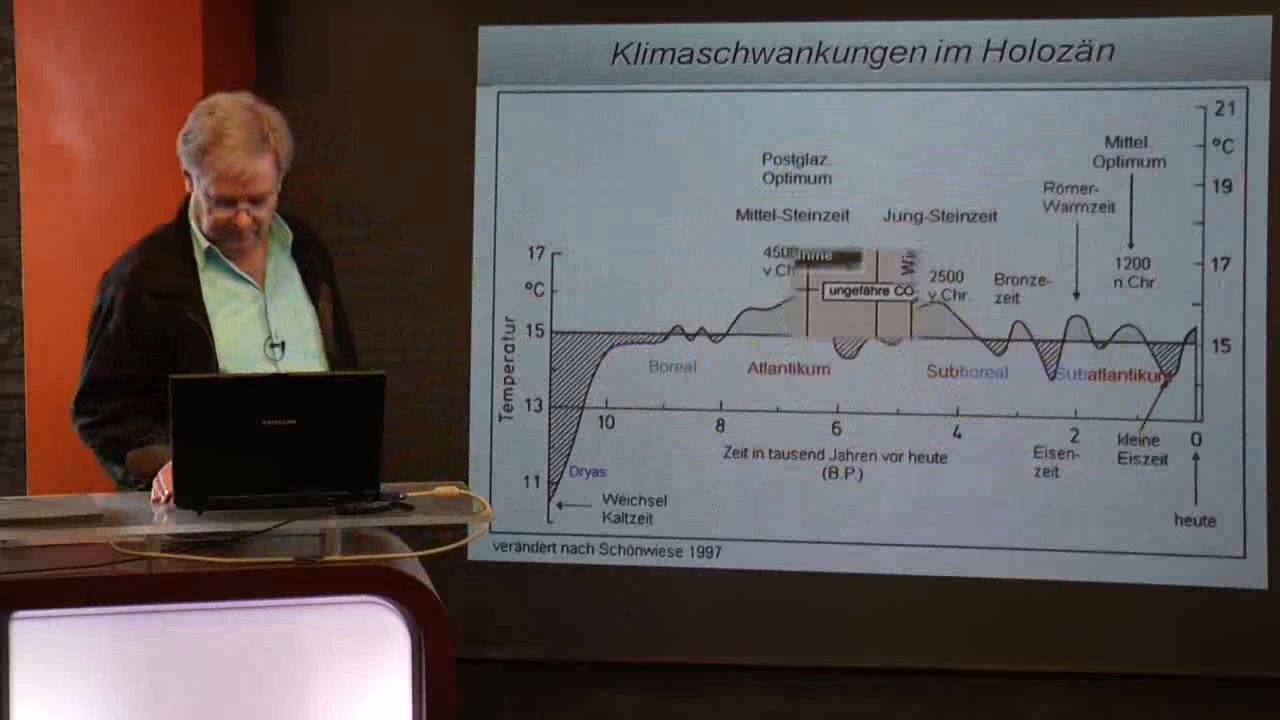 Klimaschwankungen im Holozän
21
°C
19
17
15
Mittel.
Optimum
Römer-
Warmzeit
1200
n.Chr.
Postglaz.
Optimum
Mittel-Steinzeit
Jung-Steinzeit
450
v.Ch
ungefähre CO
Wi
2500
v.Chr.
Bronze-
zeit
17
°C
15
13
11
Temperatur
Boreal
Atlantikum
Subboreal
Subatlantikum
10
8
6
4
2
0
Zeit in tausend Jahren vor heute
(B.P.)
Eisen-
zeit
kleine
Eiszeit
heute
Dryas
Weichsel
Kaltzeit
verändert nach Schönwiese 1997